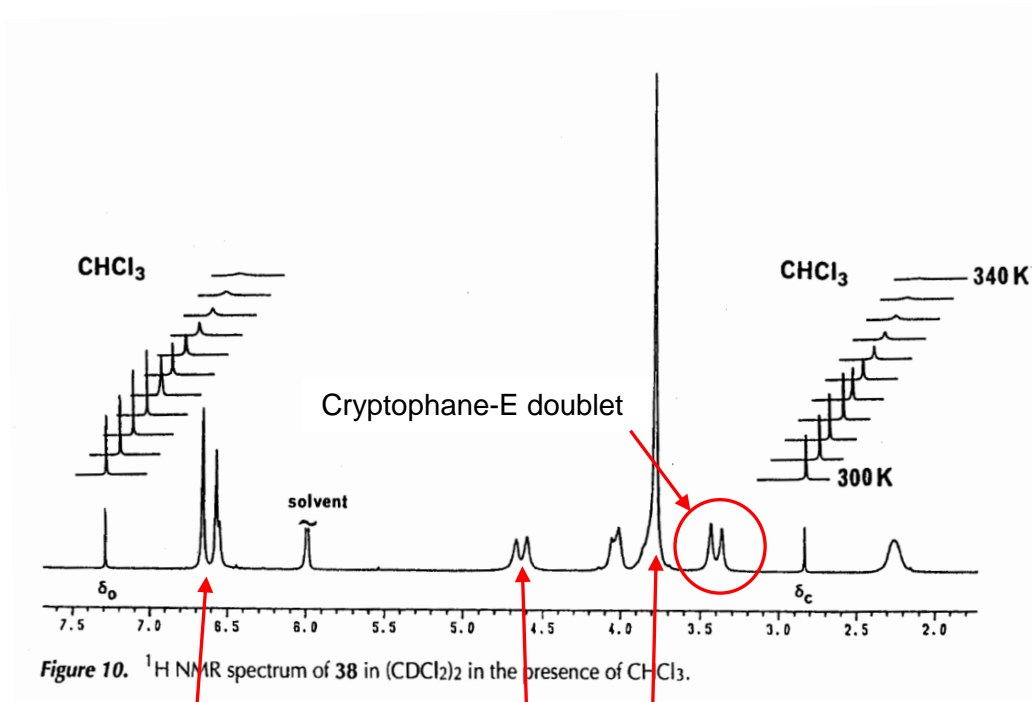 CHCl3
CHCl3
340 K
Cryptophane-E doublet
300 K
solvent
~
δo
δc
7.5 7.0 6.5 6.0 5.5 5.0 4.5 4.0 3.5 3.0 2.5 2.0
Figure 10. 1H NMR spectrum of 38 in (CDCl2)2 in the presence of CHCl3.